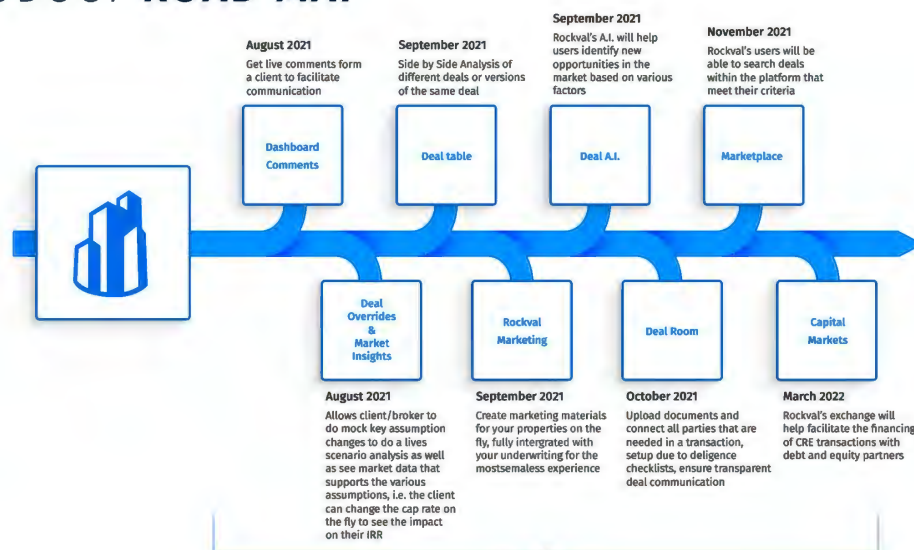 ROAD MAP
August 2021
Get live comments form
a client to facilitate
communication
Dashboard
Comments
September 2021
Side by Side Analysis of
different deals or versions
of the same deal
Deal table
September 2021
Rockval's A.I. will help
users identify new
opportunities in the
market based on various
factors
Deal A.I.
November 2021
Rockval's users will be
able to search deals
within the platform that
meet their criteria
Marketplace
Deal
Overrides
&
Market
Insights
August 2021
Allows client/broker to
do mock key assumption
changes to do a lives
scenario analysis as well
as see market data that
supports the various
assumptions, i.e. the client
can change the cap rate on
the fly to see the impact
on their IRR
Rockval
Marketing
September 2021
Create marketing materials
for your properties on the
fly, fully intergrated with
your underwriting for the
mostsemaless experience
Deal Room
October 2021
Upload documents and
connect all parties that are
needed in a transaction,
setup due to deligence
checklists, ensure transparent
deal communication
Capital
Markets
March 2022
Rockval's exchange will
help facilitate the financing
of CRE transactions with
debt and equity partners